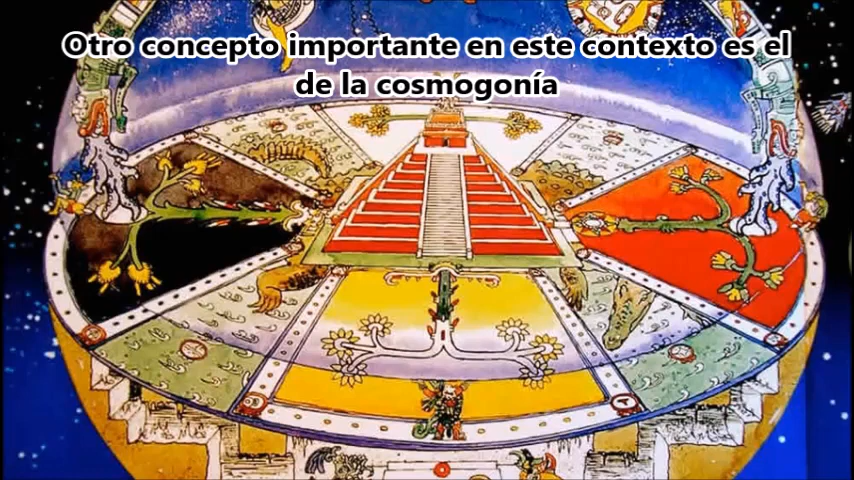 Otro concepto importante en este contexto es el
de la cosmogonía